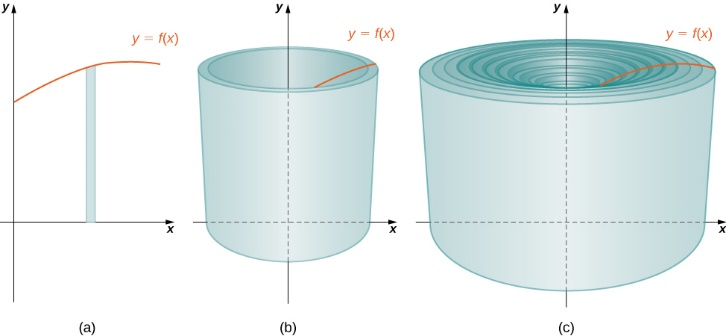 y
y = f(x)
x
(a)
y
y = f(x)
x
(b)
y
y = f(x)
x
(c)